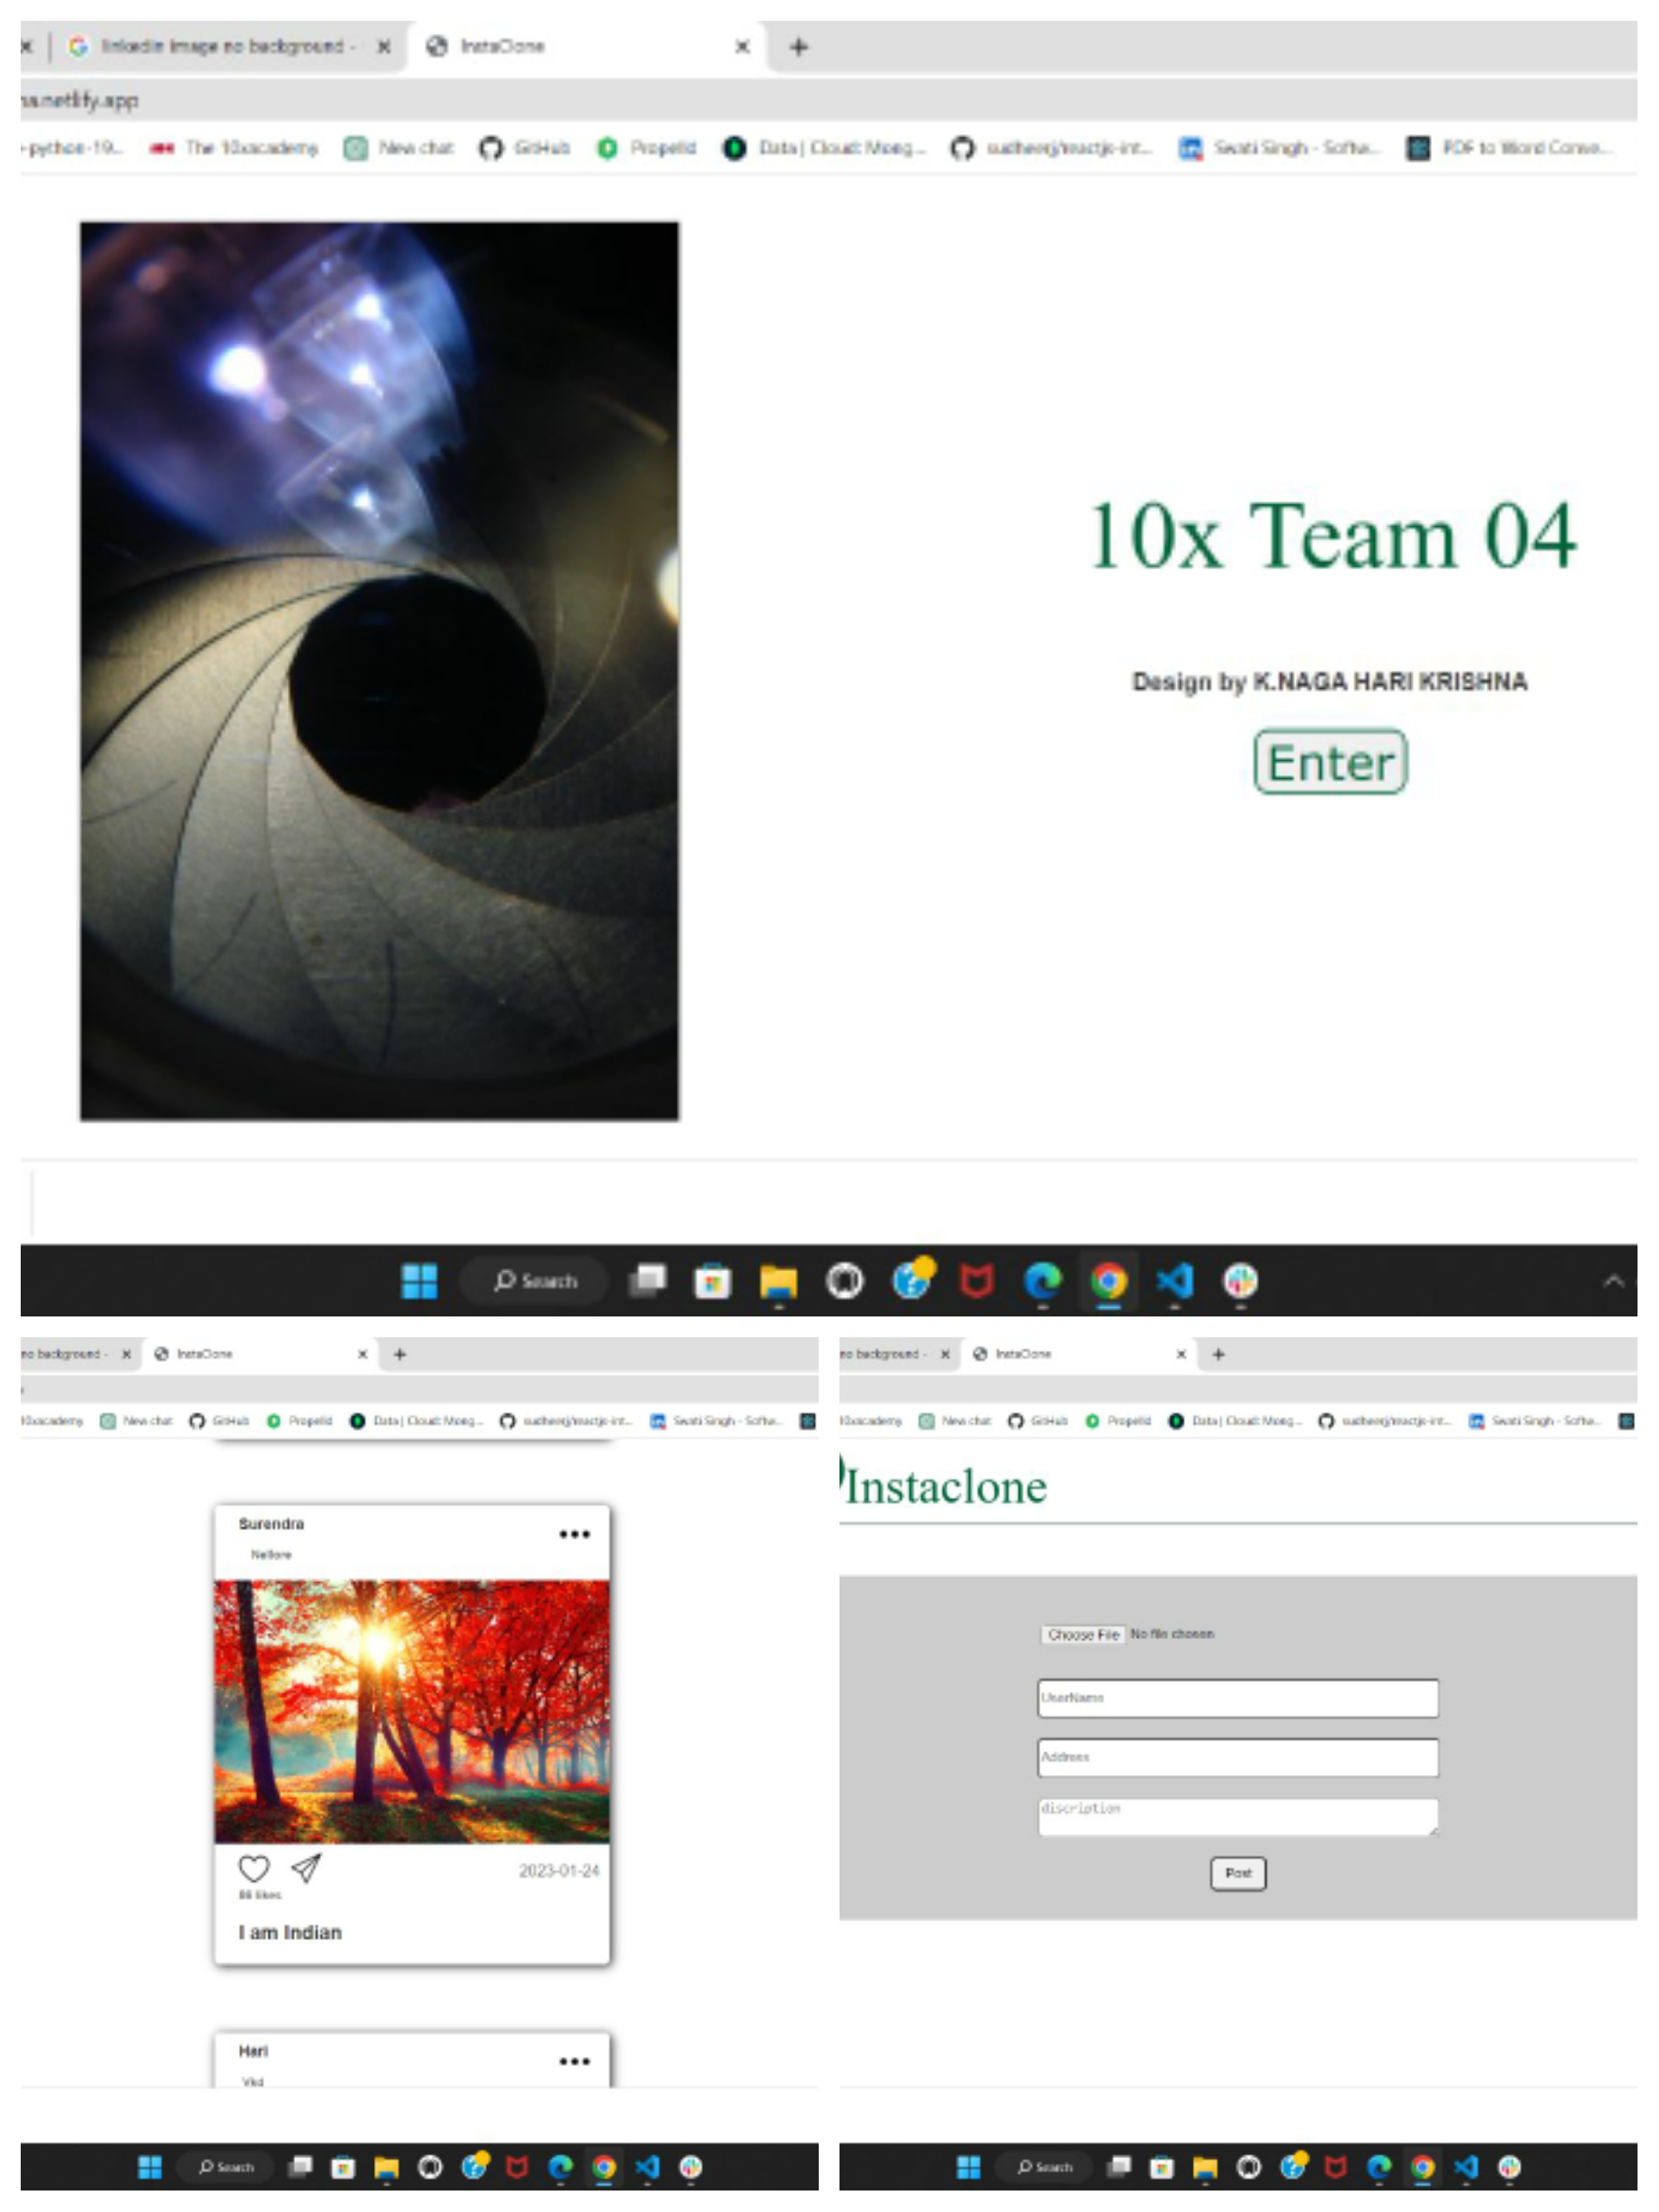 linkedin image no background -
InstaClone
na.netlify.app
-python-19...
The 10xacademy
New chat
GitHub
Propelld
Data | Cloud: Mong...
sudheerj/reactjs-int...
Swati Singh - Softw...
PDF to Word Conve...
10x Team 04
Design by K.NAGA HARI KRISHNA
Enter
Search
no background -
InstaClone
10xacademy
New chat
GitHub
Propelld
Data | Cloud: Mong...
sudheerj/reactjs-int...
Swati Singh - Softw...
Surendra
Nellore
2023-01-24
likes
I am Indian
Hari
Vkd
Search
no background -
InstaClone
10xacademy
New chat
GitHub
Propelld
Data | Cloud: Mong...
sudheerj/reactjs-int...
Swati Singh - Softw...
Instaclone
Choose File No file chosen
UserName
Address
discription
Post
Search